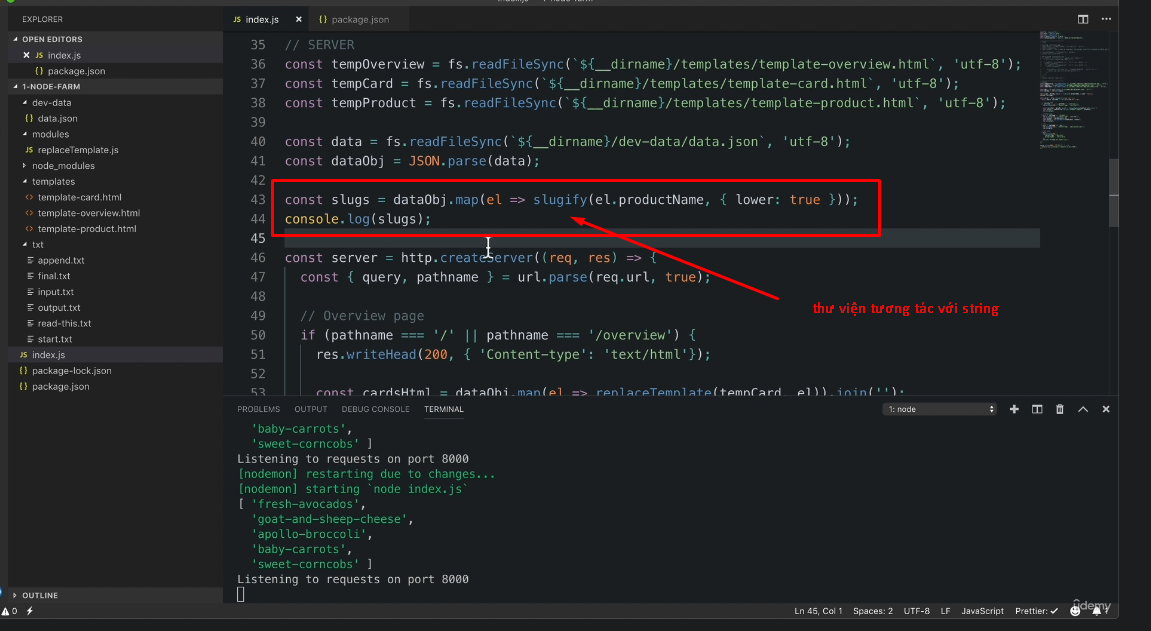 EXPLORER
OPEN EDITORS
JS index.js
{} package.json
1-NODE-FARM
dev-data
{} data.json
modules
JS replaceTemplate.js
node_modules
templates
<> template-card.html
<> template-overview.html
<> template-product.html
txt
append.txt
final.txt
input.txt
output.txt
read-this.txt
start.txt
JS index.js
{} package-lock.json
{} package.json
OUTLINE
JS index.js
{} package.json
35 // SERVER
36 const tempOverview = fs.readFileSync(`${__dirname}/templates/template-overview.html`, 'utf-8');
37 const tempCard = fs.readFileSync(`${__dirname}/templates/template-card.html`, 'utf-8');
38 const tempProduct = fs.readFileSync(`${__dirname}/templates/template-product.html`, 'utf-8');
39
40 const data = fs.readFileSync(`${__dirname}/dev-data/data.json`, 'utf-8');
41 const dataObj = JSON.parse(data);
42
43 const slugs = dataObj.map(el => slugify(el.productName, { lower: true }));
44 console.log(slugs);
45
46 const server = http.createServer((req, res) => {
47 const { query, pathname } = url.parse(req.url, true);
48
49 // Overview page
50 if (pathname === '/' || pathname === '/overview') {
51 res.writeHead(200, { 'Content-type': 'text/html'});
52
53 const cardsHtml = dataObj.map(el => replaceTemplate(tempCard, el)).join('');
thư viện tương tác với string
PROBLEMS OUTPUT DEBUG CONSOLE TERMINAL
1: node
'baby-carrots',
'sweet-corncobs' ]
Listening to requests on port 8000
[nodemon] restarting due to changes...
[nodemon] starting `node index.js`
[ 'fresh-avocados',
'goat-and-sheep-cheese',
'apollo-broccoli',
'baby-carrots',
'sweet-corncobs' ]
Listening to requests on port 8000
0
Ln 45, Col 1 Spaces: 2 UTF-8 LF JavaScript Prettier: ✓
ûdemy